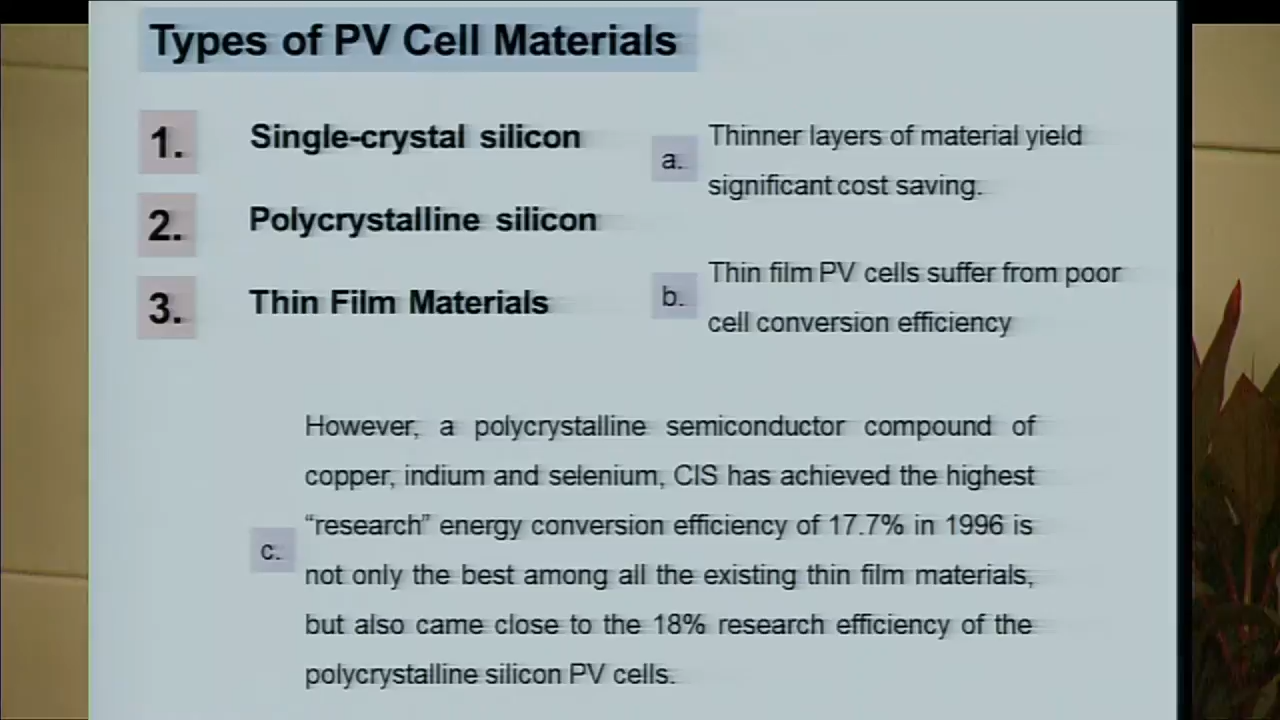 Types of PV Cell Materials
1. Single-crystal silicon
2. Polycrystalline silicon
3. Thin Film Materials
a. Thinner layers of material yield
significant cost saving.
b. Thin film PV cells suffer from poor
cell conversion efficiency
c. However, a polycrystalline semiconductor compound of
copper, indium and selenium, CIS has achieved the highest
“research” energy conversion efficiency of 17.7% in 1996 is
not only the best among all the existing thin film materials,
but also came close to the 18% research efficiency of the
polycrystalline silicon PV cells.